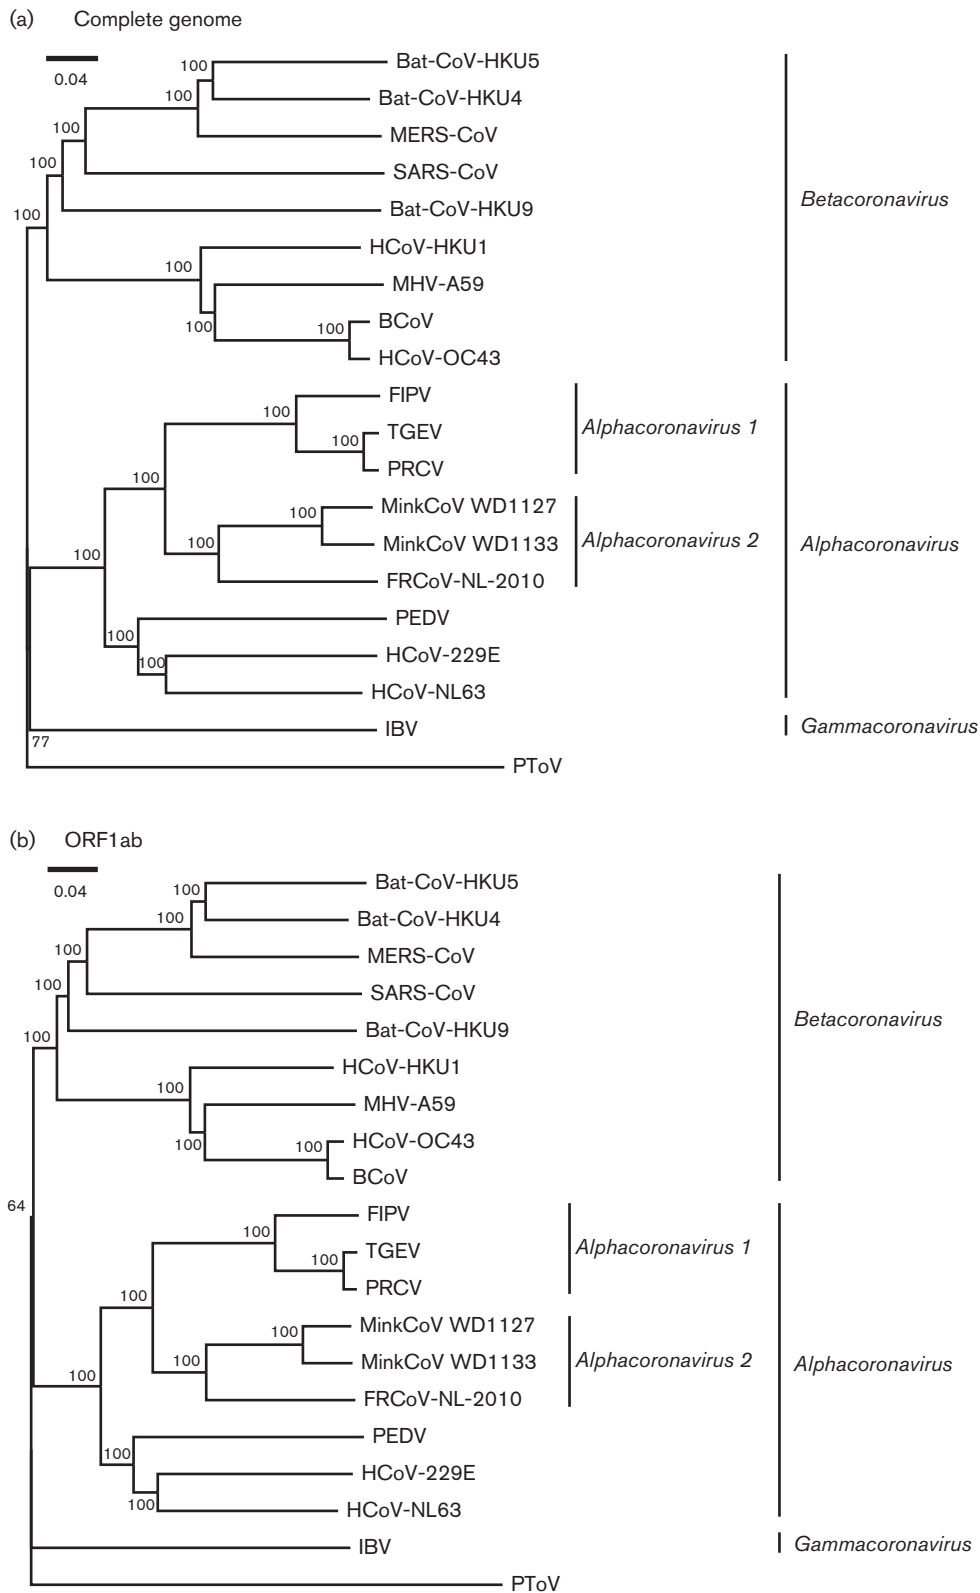 (a) Complete genome
0.04
100
Bat-CoV-HKU5
100
Bat-CoV-HKU4
100
MERS-CoV
100
SARS-CoV
100
Bat-CoV-HKU9
Betacoronavirus
100
HCoV-HKU1
100
MHV-A59
100
BCoV
100
HCoV-OC43
FIPV
100
TGEV
Alphacoronavirus 1
100
PRCV
100
MinkCoV WD1127
100
MinkCoV WD1133
Alphacoronavirus 2
Alphacoronavirus
100
FRCoV-NL-2010
100
PEDV
100
HCoV-229E
100
HCoV-NL63
IBV
Gammacoronavirus
77
PToV
(b) ORF1ab
0.04
100
Bat-CoV-HKU5
100
Bat-CoV-HKU4
100
MERS-CoV
100
SARS-CoV
100
Bat-CoV-HKU9
Betacoronavirus
100
HCoV-HKU1
100
MHV-A59
100
HCoV-OC43
100
BCoV
64
FIPV
100
TGEV
Alphacoronavirus 1
100
PRCV
100
MinkCoV WD1127
100
MinkCoV WD1133
Alphacoronavirus 2
Alphacoronavirus
100
FRCoV-NL-2010
100
PEDV
100
HCoV-229E
100
HCoV-NL63
IBV
Gammacoronavirus
PToV